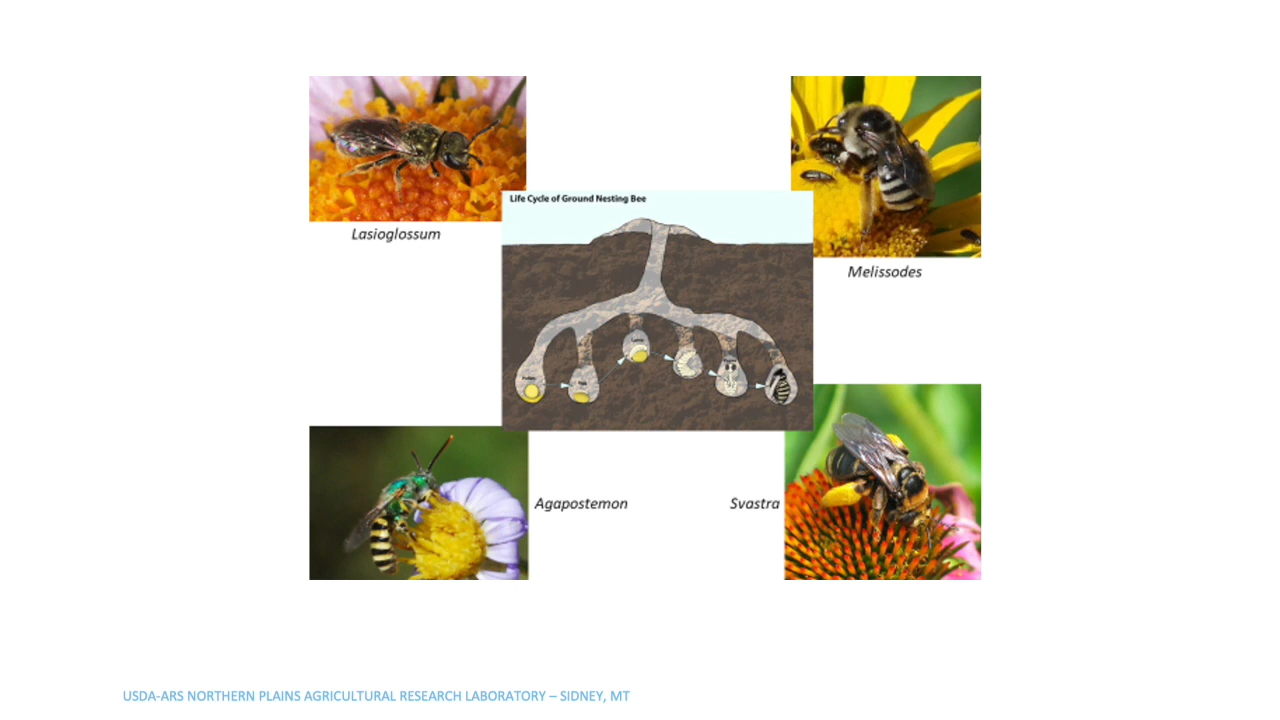 Life Cycle of Ground Nesting Bee
Lasioglossum
Melissodes
Agapostemon
Svastra
USDA-ARS NORTHERN PLAINS AGRICULTURAL RESEARCH LABORATORY – SIDNEY, MT